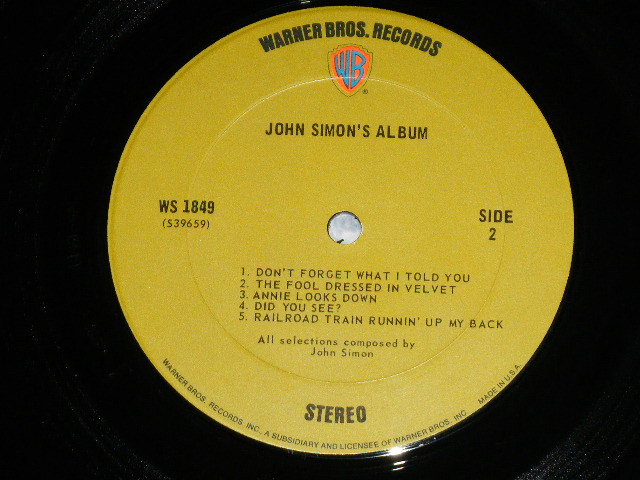 WARNER BROS. RECORDS
WB
®
JOHN SIMON'S ALBUM
WS 1849
(S39659)
SIDE
2
1. DON'T FORGET WHAT I TOLD YOU
2. THE FOOL DRESSED IN VELVET
3. ANNIE LOOKS DOWN
4. DID YOU SEE?
5. RAILROAD TRAIN RUNNIN' UP MY BACK
All selections composed by
John Simon
STEREO
WARNER BROS. RECORDS INC. A SUBSIDIARY AND LICENSEE OF WARNER BROS. INC.
MADE IN U.S.A.